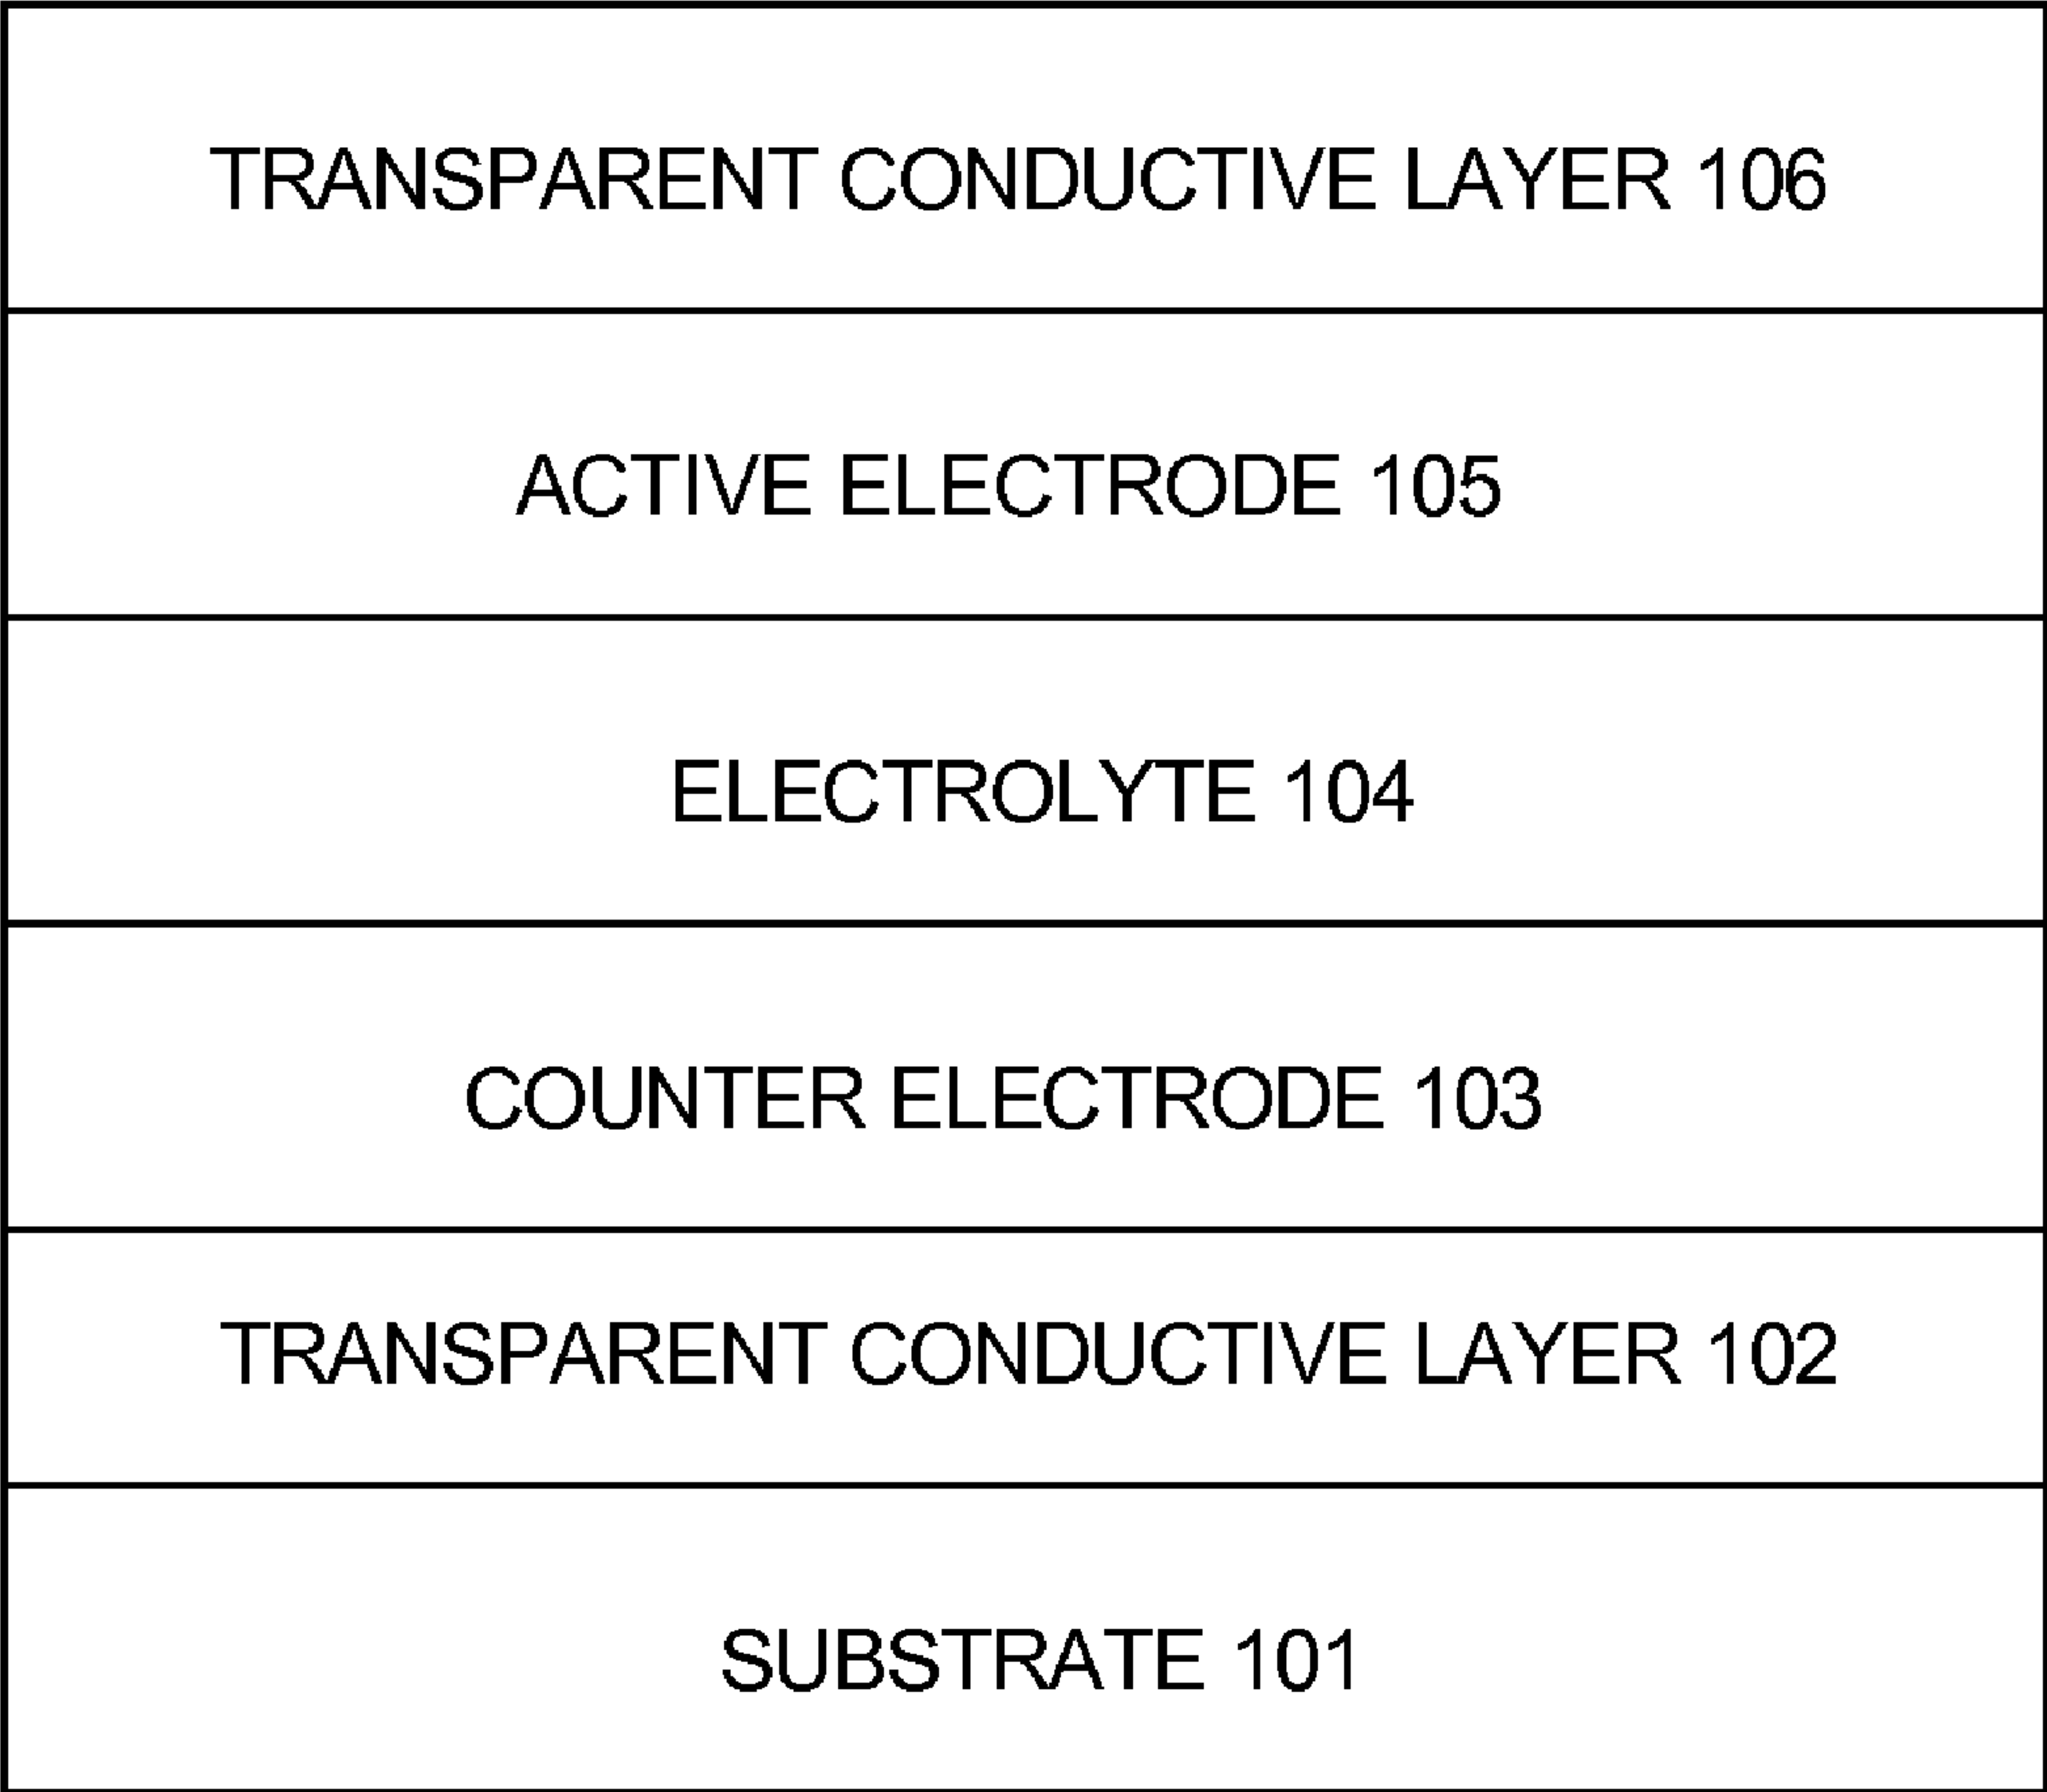 TRANSPARENT CONDUCTIVE LAYER 106
ACTIVE ELECTRODE 105
ELECTROLYTE 104
COUNTER ELECTRODE 103
TRANSPARENT CONDUCTIVE LAYER 102
SUBSTRATE 101